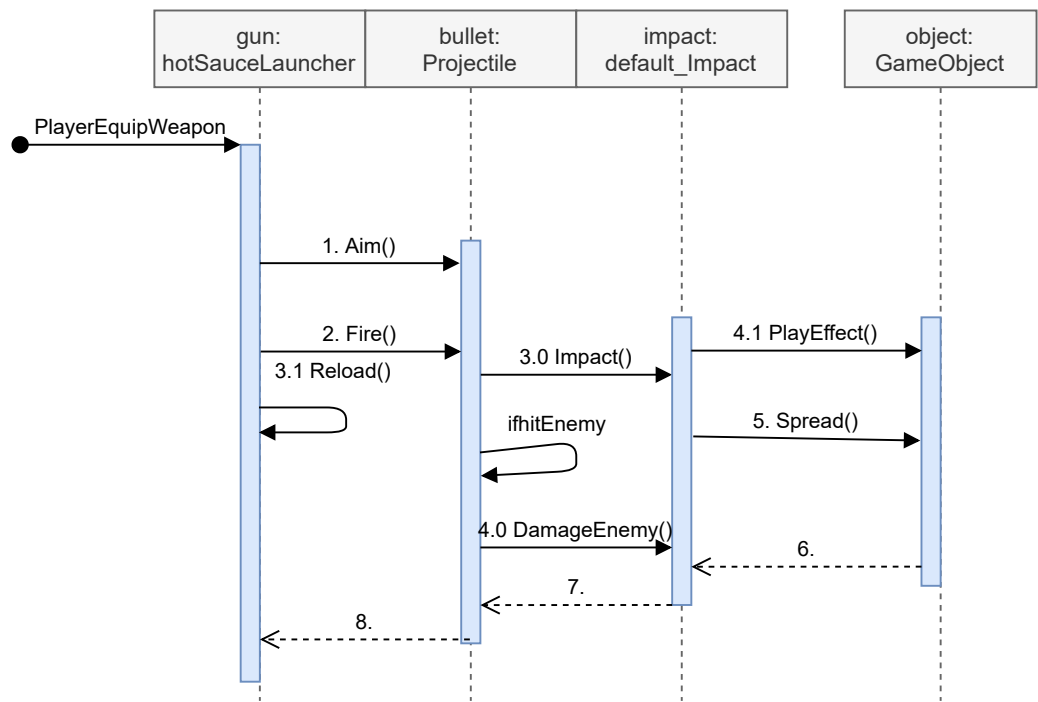 gun:
hotSauceLauncher
bullet:
Projectile
impact:
default_Impact
object:
GameObject
PlayerEquipWeapon
1. Aim()
2. Fire()
4.1 PlayEffect()
3.0 Impact()
3.1 Reload()
ifhitEnemy
5. Spread()
4.0 DamageEnemy()
6.
7.
8.